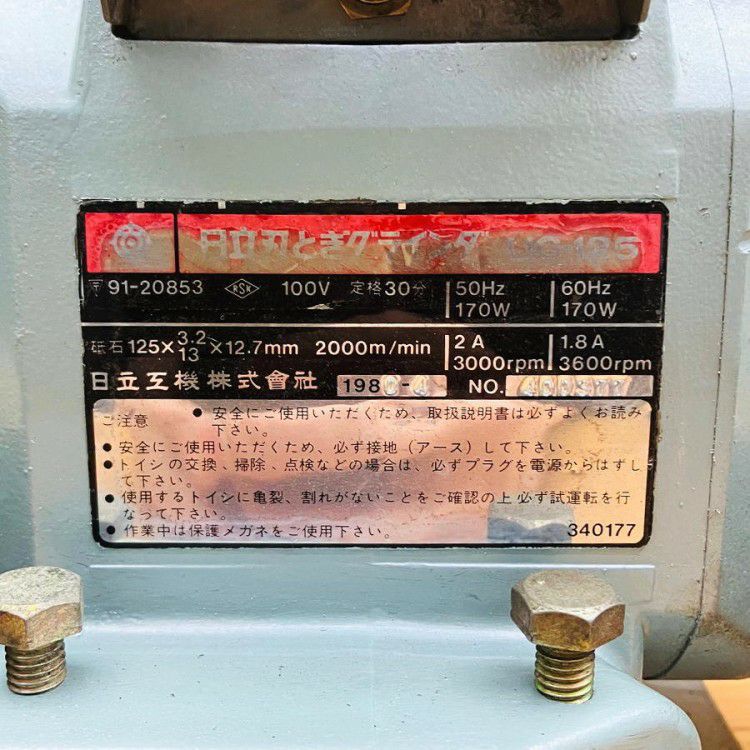 日立刃とぎグラインダ
〒91-20853 RSK 100V 定格30分 50Hz 170W 60Hz 170W
砥石125×3.2/13×12.7mm 2000m/min 2A 3000rpm 1.8A 3600rpm
日立工機株式會社 NO.
ご注意 ●安全にご使用いただくため、取扱説明書は必ずよくお読み
下さい。
●安全にご使用いただくため、必ず接地(アース)して下さい。
●トイシの交換、掃除、点検などの場合は、必ずプラグを電源からはずし
て下さい。
●使用するトイシに亀裂、割れがないことをご確認の上必ず試運転を行
なって下さい。
●作業中は保護メガネをご使用下さい。 340177